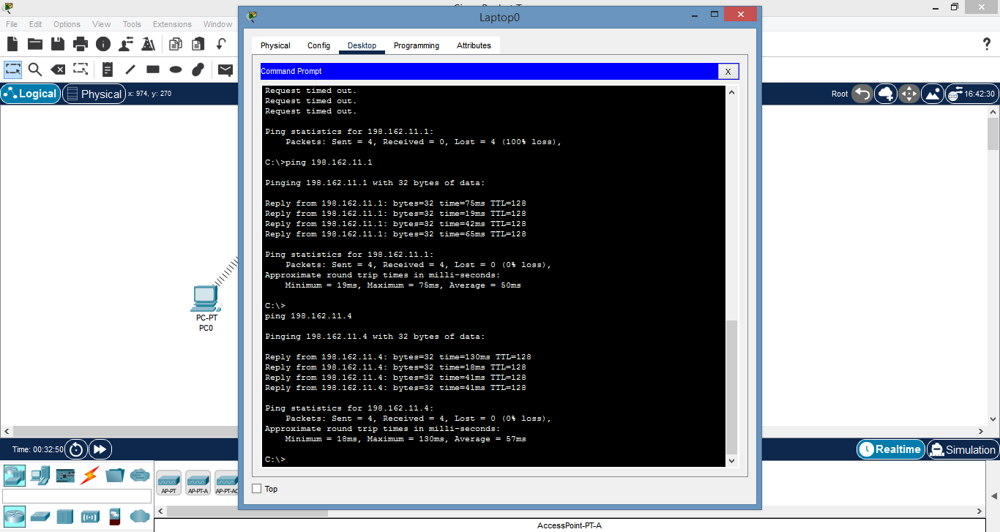 Laptop0
File Edit Options View Tools Extensions Window
Physical Config Desktop Programming Attributes
Command Prompt
X
?
Logical
Physical
x: 974, y: 270
Root
16:42:30
Request timed out.
Request timed out.
Request timed out.
Ping statistics for 198.162.11.1:
Packets: Sent = 4, Received = 0, Lost = 4 (100% loss),
C:\>ping 198.162.11.1
Pinging 198.162.11.1 with 32 bytes of data:
Reply from 198.162.11.1: bytes=32 time=75ms TTL=128
Reply from 198.162.11.1: bytes=32 time=19ms TTL=128
Reply from 198.162.11.1: bytes=32 time=42ms TTL=128
Reply from 198.162.11.1: bytes=32 time=65ms TTL=128
Ping statistics for 198.162.11.1:
Packets: Sent = 4, Received = 4, Lost = 0 (0% loss),
Approximate round trip times in milli-seconds:
Minimum = 19ms, Maximum = 75ms, Average = 50ms
C:\>
ping 198.162.11.4
Pinging 198.162.11.4 with 32 bytes of data:
Reply from 198.162.11.4: bytes=32 time=130ms TTL=128
Reply from 198.162.11.4: bytes=32 time=18ms TTL=128
Reply from 198.162.11.4: bytes=32 time=41ms TTL=128
Reply from 198.162.11.4: bytes=32 time=41ms TTL=128
Ping statistics for 198.162.11.4:
Packets: Sent = 4, Received = 4, Lost = 0 (0% loss),
Approximate round trip times in milli-seconds:
Minimum = 18ms, Maximum = 130ms, Average = 57ms
C:\>
PC-PT
PC0
Top
Time: 00:32:50
Realtime
Simulation
AP-PT
AP-PT-A
AP-PT-AC
AccessPoint-PT-A